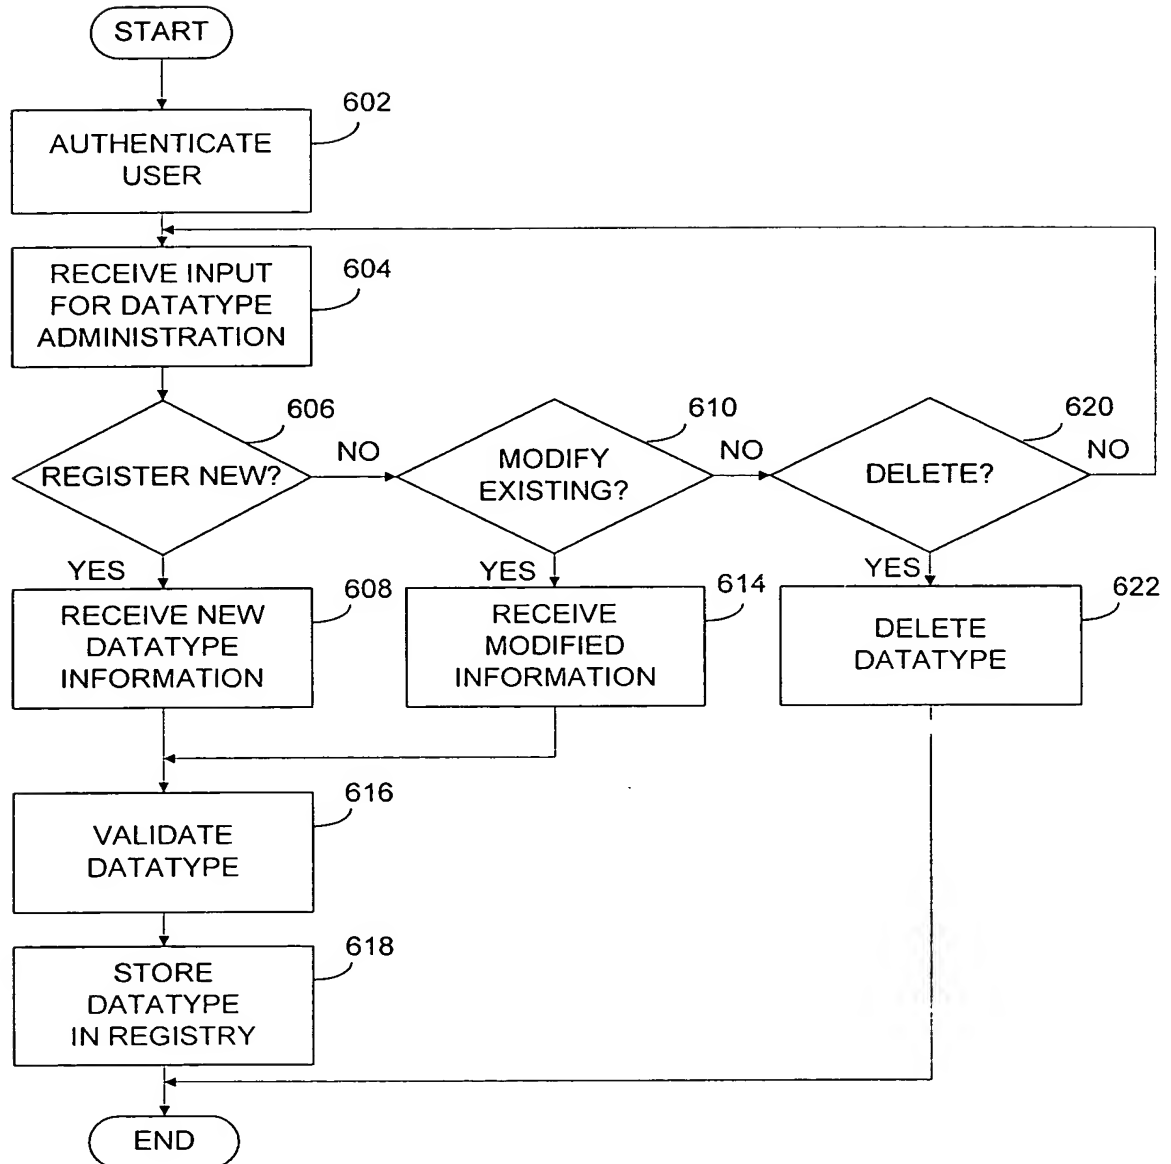 START
602
AUTHENTICATE
USER
RECEIVE INPUT
FOR DATATYPE
ADMINISTRATION
604
606
REGISTER NEW?
NO
610
MODIFY
EXISTING?
NO
620
DELETE?
NO
YES
608
RECEIVE NEW
DATATYPE
INFORMATION
YES
614
RECEIVE
MODIFIED
INFORMATION
YES
622
DELETE
DATATYPE
616
VALIDATE
DATATYPE
618
STORE
DATATYPE
IN REGISTRY
END